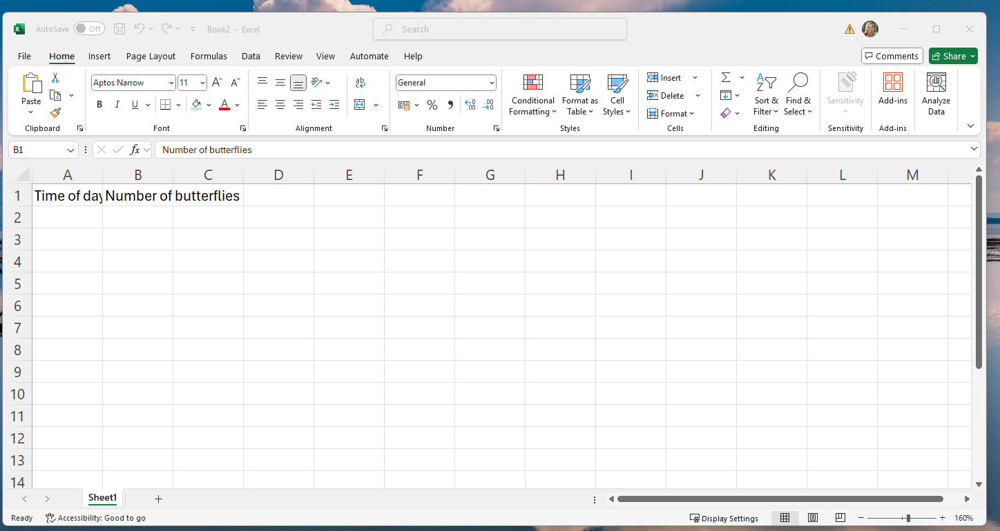 AutoSave Off Book2 - Excel Search
File Home Insert Page Layout Formulas Data Review View Automate Help Comments Share
Aptos Narrow 11 General
Paste
B I U
Conditional Formatting
Format as Table
Cell Styles
Insert
Delete
Format
Sort & Filter
Find & Select
Sensitivity
Add-ins
Analyze Data
Clipboard Font Alignment Number Styles Cells Editing Sensitivity Add-ins
B1 fx Number of butterflies
A B C D E F G H I J K L M
1 Time of day Number of butterflies
2
3
4
5
6
7
8
9
10
11
12
13
14
Sheet1
Ready Accessibility: Good to go Display Settings 160%